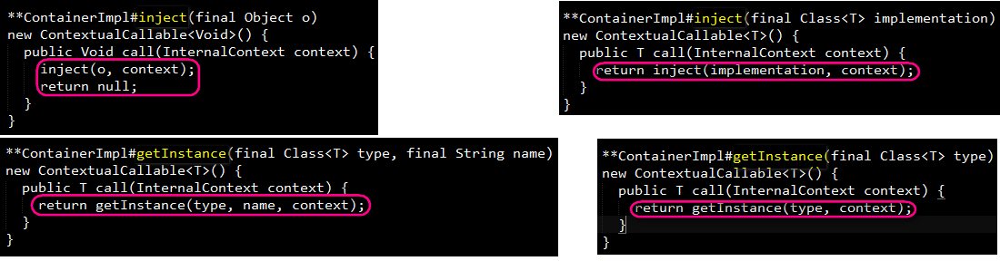 **ContainerImpl#inject(final Object o)
new ContextualCallable<Void>() {
  public Void call(InternalContext context) {
    inject(o, context);
    return null;
  }
}
**ContainerImpl#inject(final Class<T> implementation)
new ContextualCallable<T>() {
  public T call(InternalContext context) {
    return inject(implementation, context);
  }
}
**ContainerImpl#getInstance(final Class<T> type, final String name)
new ContextualCallable<T>() {
  public T call(InternalContext context) {
    return getInstance(type, name, context);
  }
}
**ContainerImpl#getInstance(final Class<T> type)
new ContextualCallable<T>() {
  public T call(InternalContext context) {
    return getInstance(type, context);
  }
}